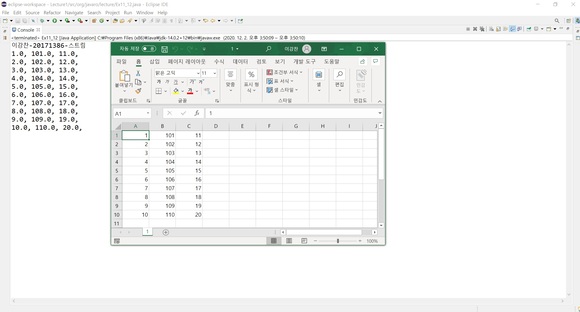 eclipse-workspace - Lecture11/src/org/javaro/lecture/Ex11_12.java - Eclipse IDE
File Edit Source Refactor Navigate Search Project Run Window Help
Console
<terminated> Ex11_12 [Java Application] C:\Program Files (x86)\Java\jdk-14.0.2+12\bin\javaw.exe (2020. 12. 2. 오후 3:50:09 – 오후 3:50:10)
이강찬-20171386-스트림
1.0, 101.0, 11.0,
2.0, 102.0, 12.0,
3.0, 103.0, 13.0,
4.0, 104.0, 14.0,
5.0, 105.0, 15.0,
6.0, 106.0, 16.0,
7.0, 107.0, 17.0,
8.0, 108.0, 18.0,
9.0, 109.0, 19.0,
10.0, 110.0, 20.0,
자동 저장 1 이강찬
파일 홈 삽입 페이지 레이아웃 수식 데이터 검토 보기 개발 도구 도움말
붙여넣기 맑은 고딕 11 맞춤 표시 형식 조건부 서식 표 서식 셀 스타일 셀 편집
클립보드 글꼴 스타일 민감도
A1 fx 1
A B C D E F G H I J
1 1 101 11
2 2 102 12
3 3 103 13
4 4 104 14
5 5 105 15
6 6 106 16
7 7 107 17
8 8 108 18
9 9 109 19
10 10 110 20
11
1
100%